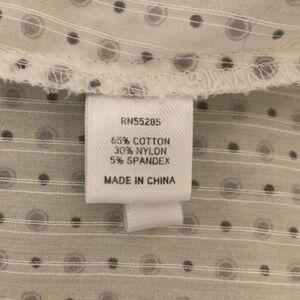 RN55285
65% COTTON
30% NYLON
5% SPANDEX
MADE IN CHINA